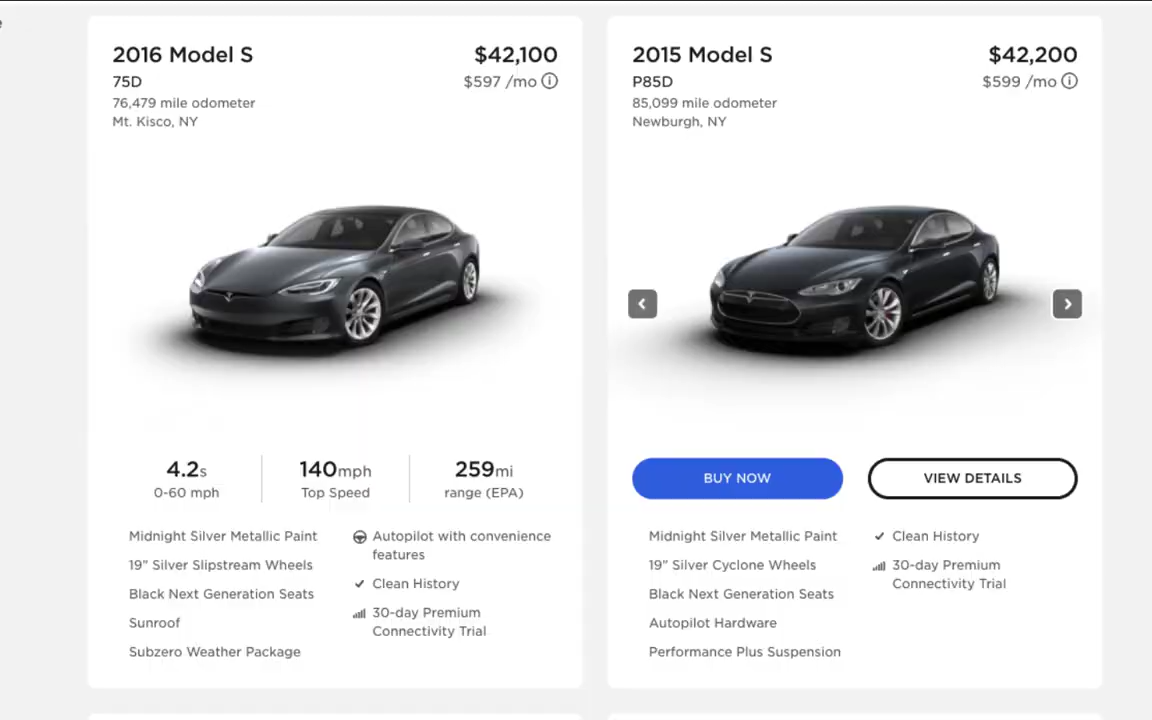 2016 Model S
$42,100
75D
$597 /mo
76,479 mile odometer
Mt. Kisco, NY
4.2s
0-60 mph
140mph
Top Speed
259mi
range (EPA)
Midnight Silver Metallic Paint
19” Silver Slipstream Wheels
Black Next Generation Seats
Sunroof
Subzero Weather Package
Autopilot with convenience
features
Clean History
30-day Premium
Connectivity Trial
2015 Model S
$42,200
P85D
$599 /mo
85,099 mile odometer
Newburgh, NY
BUY NOW
VIEW DETAILS
Midnight Silver Metallic Paint
19” Silver Cyclone Wheels
Black Next Generation Seats
Autopilot Hardware
Performance Plus Suspension
Clean History
30-day Premium
Connectivity Trial